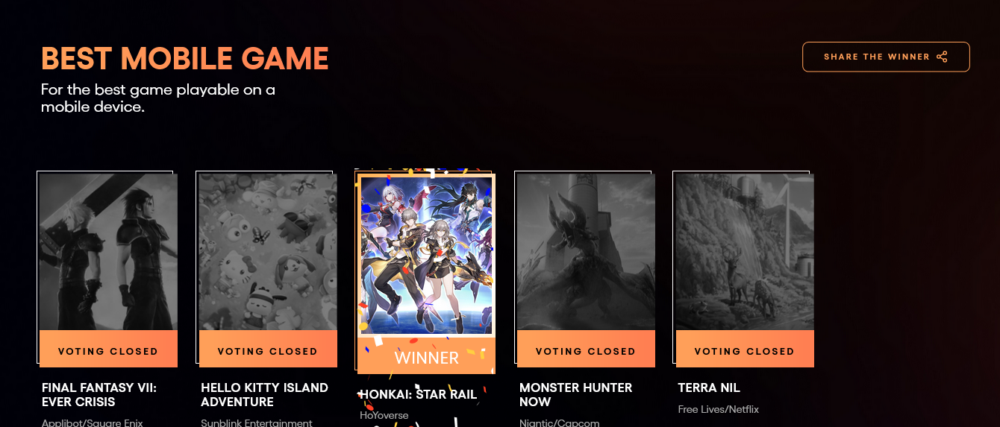 BEST MOBILE GAME
SHARE THE WINNER
For the best game playable on a
mobile device.
VOTING CLOSED
VOTING CLOSED
WINNER
VOTING CLOSED
VOTING CLOSED
FINAL FANTASY VII:
EVER CRISIS
Applibot/Square Enix
HELLO KITTY ISLAND
ADVENTURE
Sunblink Entertainment
HONKAI: STAR RAIL
HoYoverse
MONSTER HUNTER
NOW
Niantic/Capcom
TERRA NIL
Free Lives/Netflix